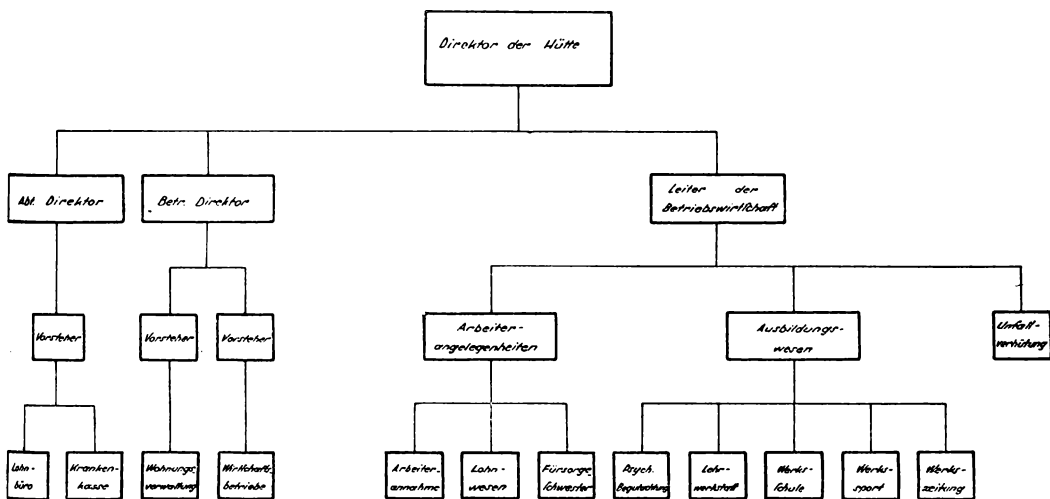 Direktor der Hütte
Abt. Direktor
Betr. Direktor
Leiter der
Betriebswirtschaft
Vorsteher
Vorsteher
Vorsteher
Arbeiter-
angelegenheiten
Ausbildungs-
wesen
Unfall-
verhütung
Lohn-
büro
Kranken-
kasse
Wohnungs-
verwaltung
Wirtschafts-
betriebe
Arbeiter-
annahme
Lohn-
wesen
Fürsorge-
schwester
Psych.
Begutachtung
Lehr-
werkstatt
Werks-
schule
Werks-
sport
Werks-
zeitung